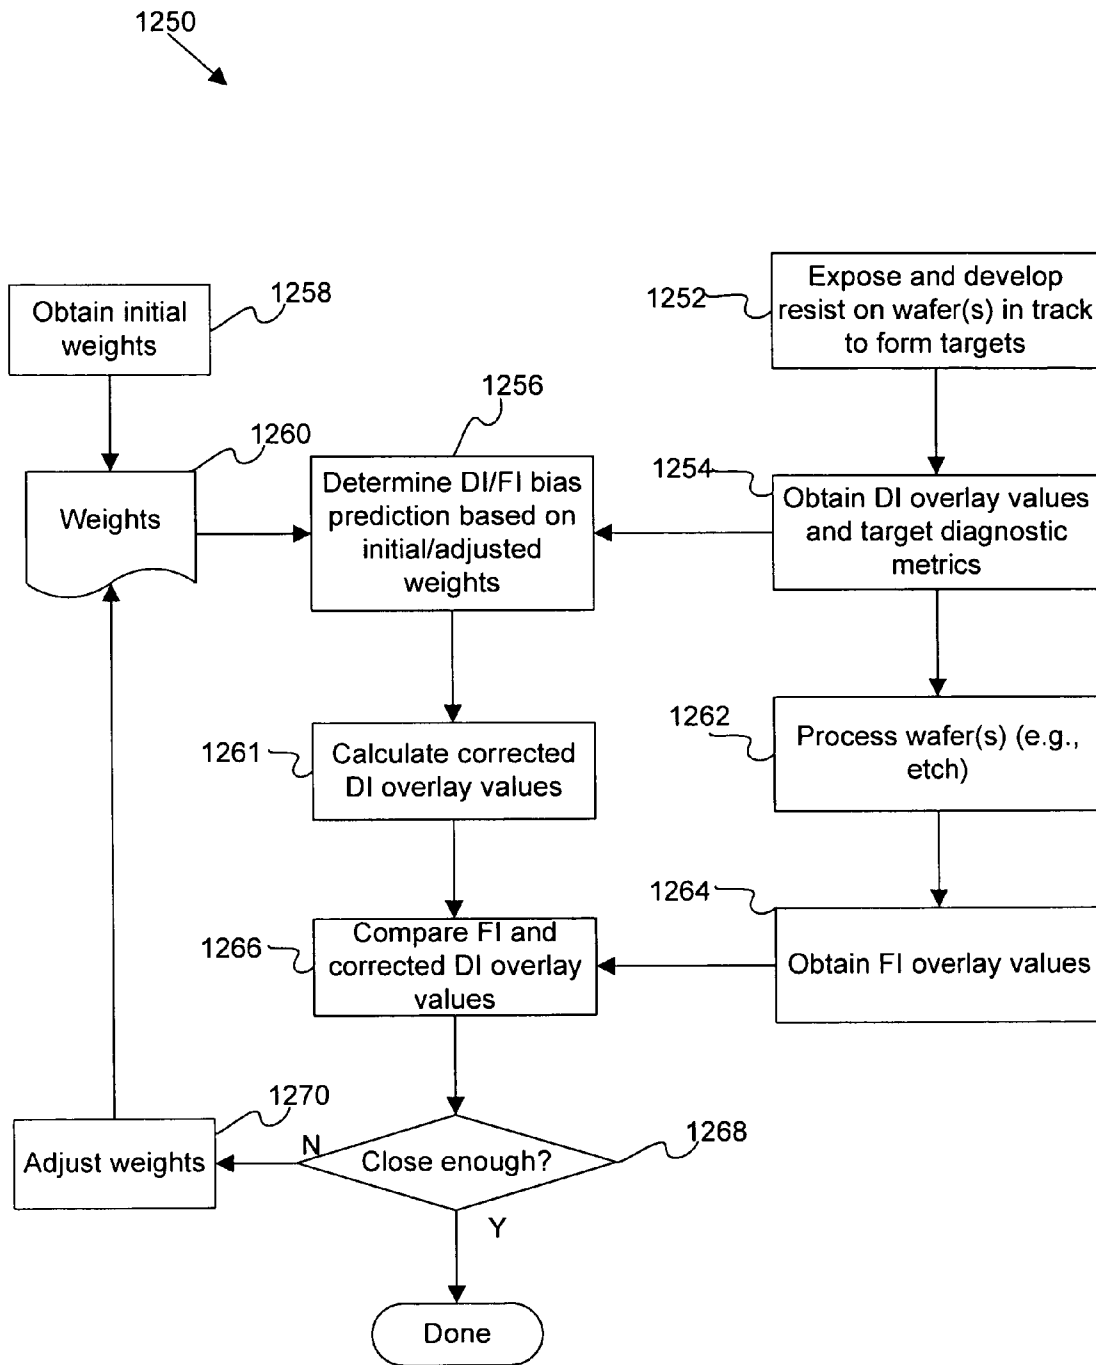 1250
1258
Obtain initial
weights
1252
Expose and develop
resist on wafer(s) in track
to form targets
1256
1260
Weights
Determine DI/FI bias
prediction based on
initial/adjusted
weights
1254
Obtain DI overlay values
and target diagnostic
metrics
1261
Calculate corrected
DI overlay values
1262
Process wafer(s) (e.g.,
etch)
1264
1266
Compare FI and
corrected DI overlay
values
Obtain FI overlay values
1270
Adjust weights
N
Close enough?
1268
Y
Done